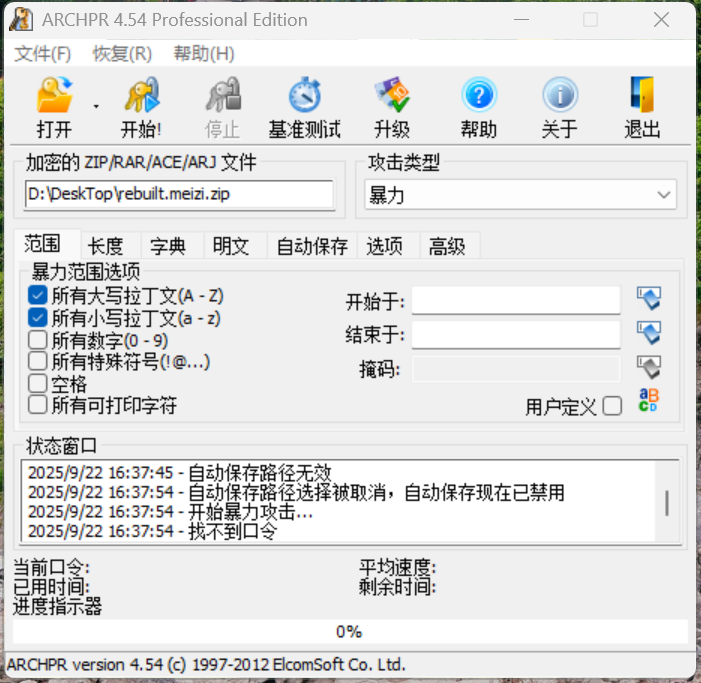 ARCHPR 4.54 Professional Edition
文件(F) 恢复(R) 帮助(H)
打开 开始! 停止 基准测试 升级 帮助 关于 退出
加密的 ZIP/RAR/ACE/ARJ 文件
D:\DeskTop\rebuilt.meizi.zip
攻击类型
暴力
范围 长度 字典 明文 自动保存 选项 高级
暴力范围选项
所有大写拉丁文(A - Z)
所有小写拉丁文(a - z)
所有数字(0 - 9)
所有特殊符号(!@...)
空格
所有可打印字符
开始于:
结束于:
掩码:
用户定义
aBCD
状态窗口
2025/9/22 16:37:45 - 自动保存路径无效
2025/9/22 16:37:54 - 自动保存路径选择被取消，自动保存现在已禁用
2025/9/22 16:37:54 - 开始暴力攻击...
2025/9/22 16:37:54 - 找不到口令
当前口令: 平均速度:
已用时间: 剩余时间:
进度指示器
0%
ARCHPR version 4.54 (c) 1997-2012 ElcomSoft Co. Ltd.